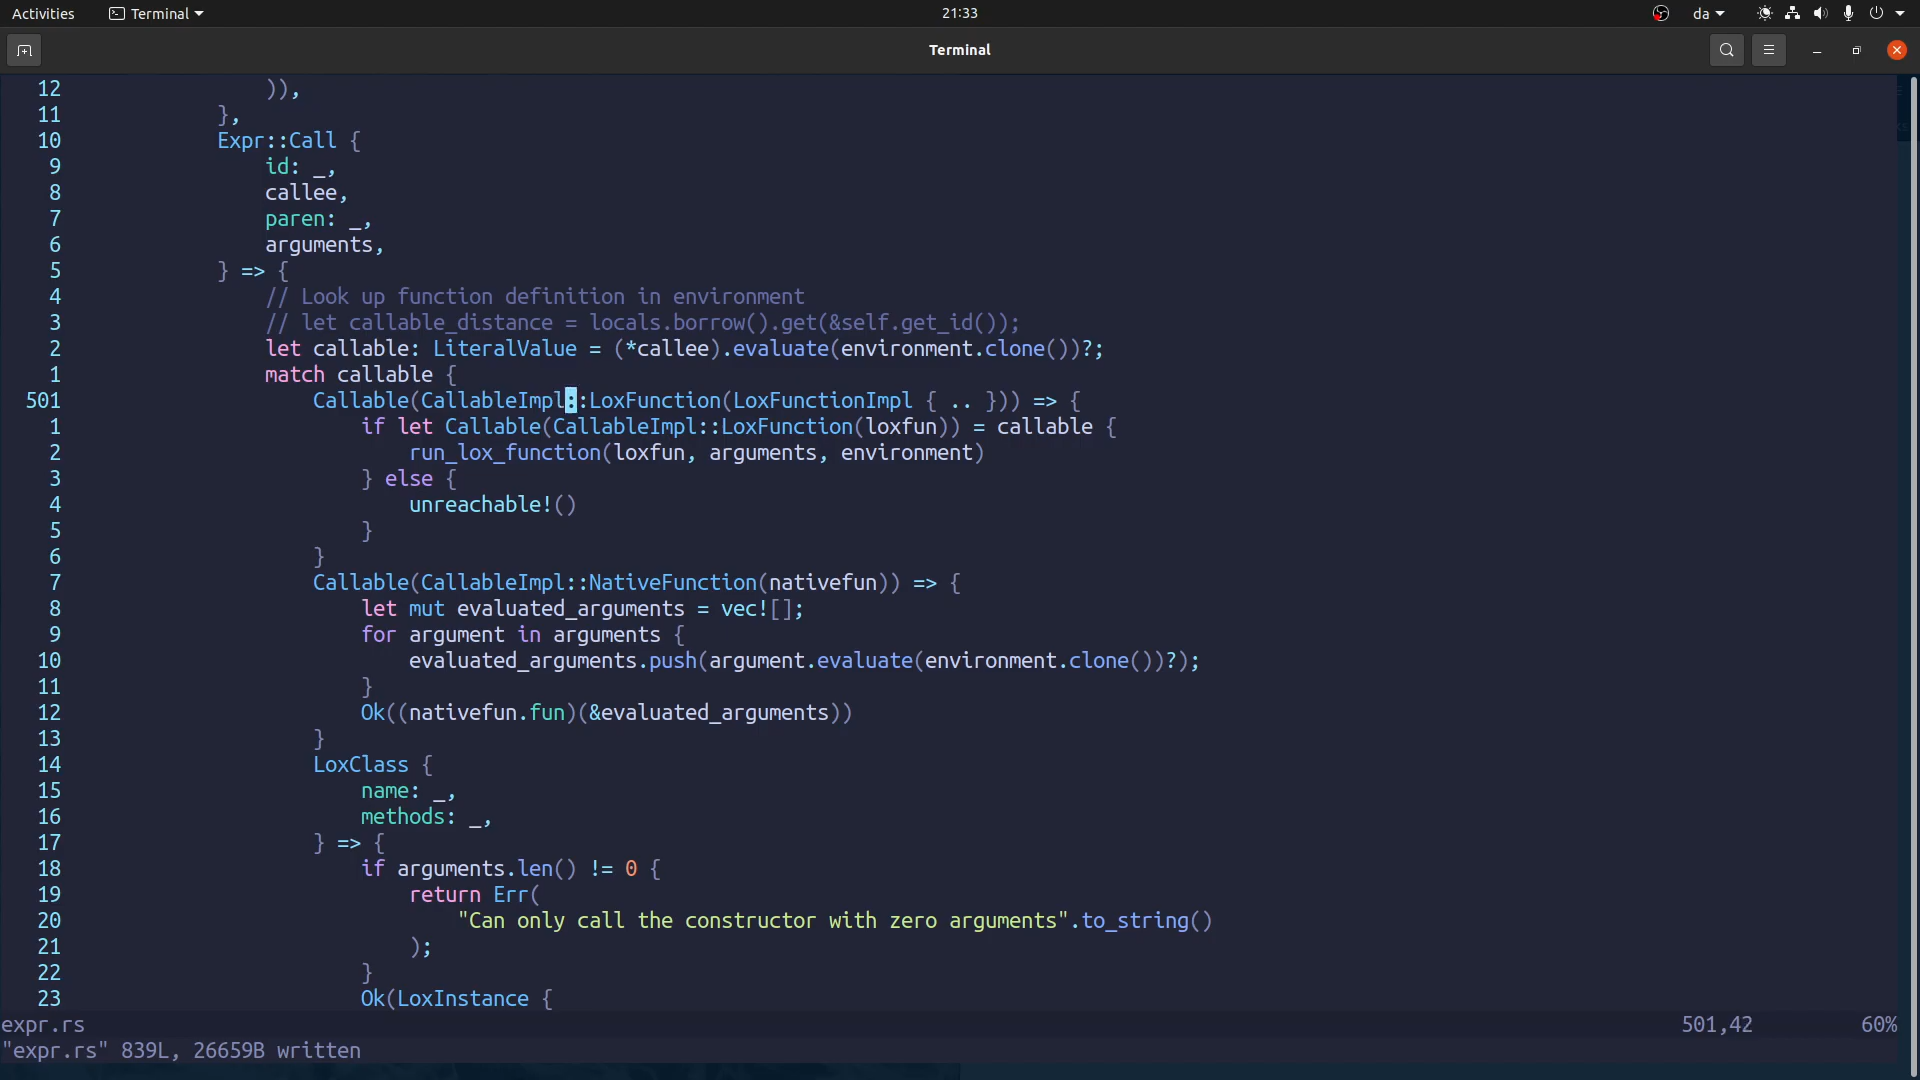 Activities Terminal 21:33 da
Terminal
12 )),
11 },
10 Expr::Call {
9 id: _,
8 callee,
7 paren: _,
6 arguments,
5 } => {
4 // Look up function definition in environment
3 // let callable_distance = locals.borrow().get(&self.get_id());
2 let callable: LiteralValue = (*callee).evaluate(environment.clone())?;
1 match callable {
501 Callable(CallableImpl::LoxFunction(LoxFunctionImpl { .. })) => {
1 if let Callable(CallableImpl::LoxFunction(loxfun)) = callable {
2 run_lox_function(loxfun, arguments, environment)
3 } else {
4 unreachable!()
5 }
6 }
7 Callable(CallableImpl::NativeFunction(nativefun)) => {
8 let mut evaluated_arguments = vec![];
9 for argument in arguments {
10 evaluated_arguments.push(argument.evaluate(environment.clone())?);
11 }
12 Ok((nativefun.fun)(&evaluated_arguments))
13 }
14 LoxClass {
15 name: _,
16 methods: _,
17 } => {
18 if arguments.len() != 0 {
19 return Err(
20 "Can only call the constructor with zero arguments".to_string()
21 );
22 }
23 Ok(LoxInstance {
expr.rs 501,42 60%
"expr.rs" 839L, 26659B written